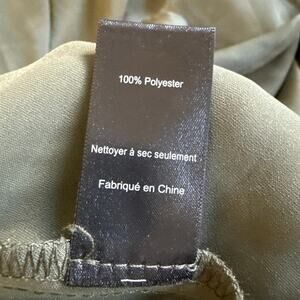 100% Polyester
Nettoyer à sec seulement
Fabriqué en Chine